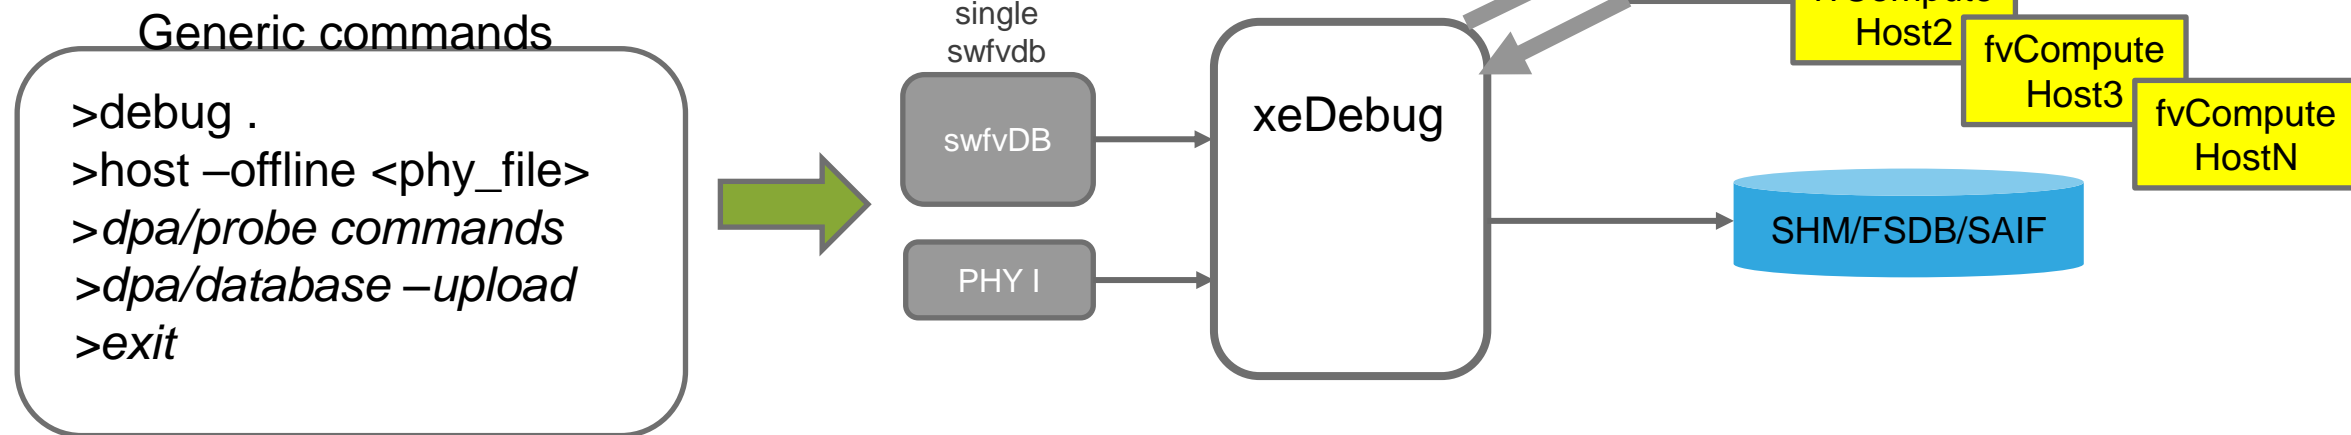 Generic commands
>debug .
>host –offline <phy_file>
>dpa/probe commands
>dpa/database –upload
>exit
single
swfvdb
swfvDB
PHY I
xeDebug
Host2
fvCompute
Host3
fvCompute
HostN
SHM/FSDB/SAIF